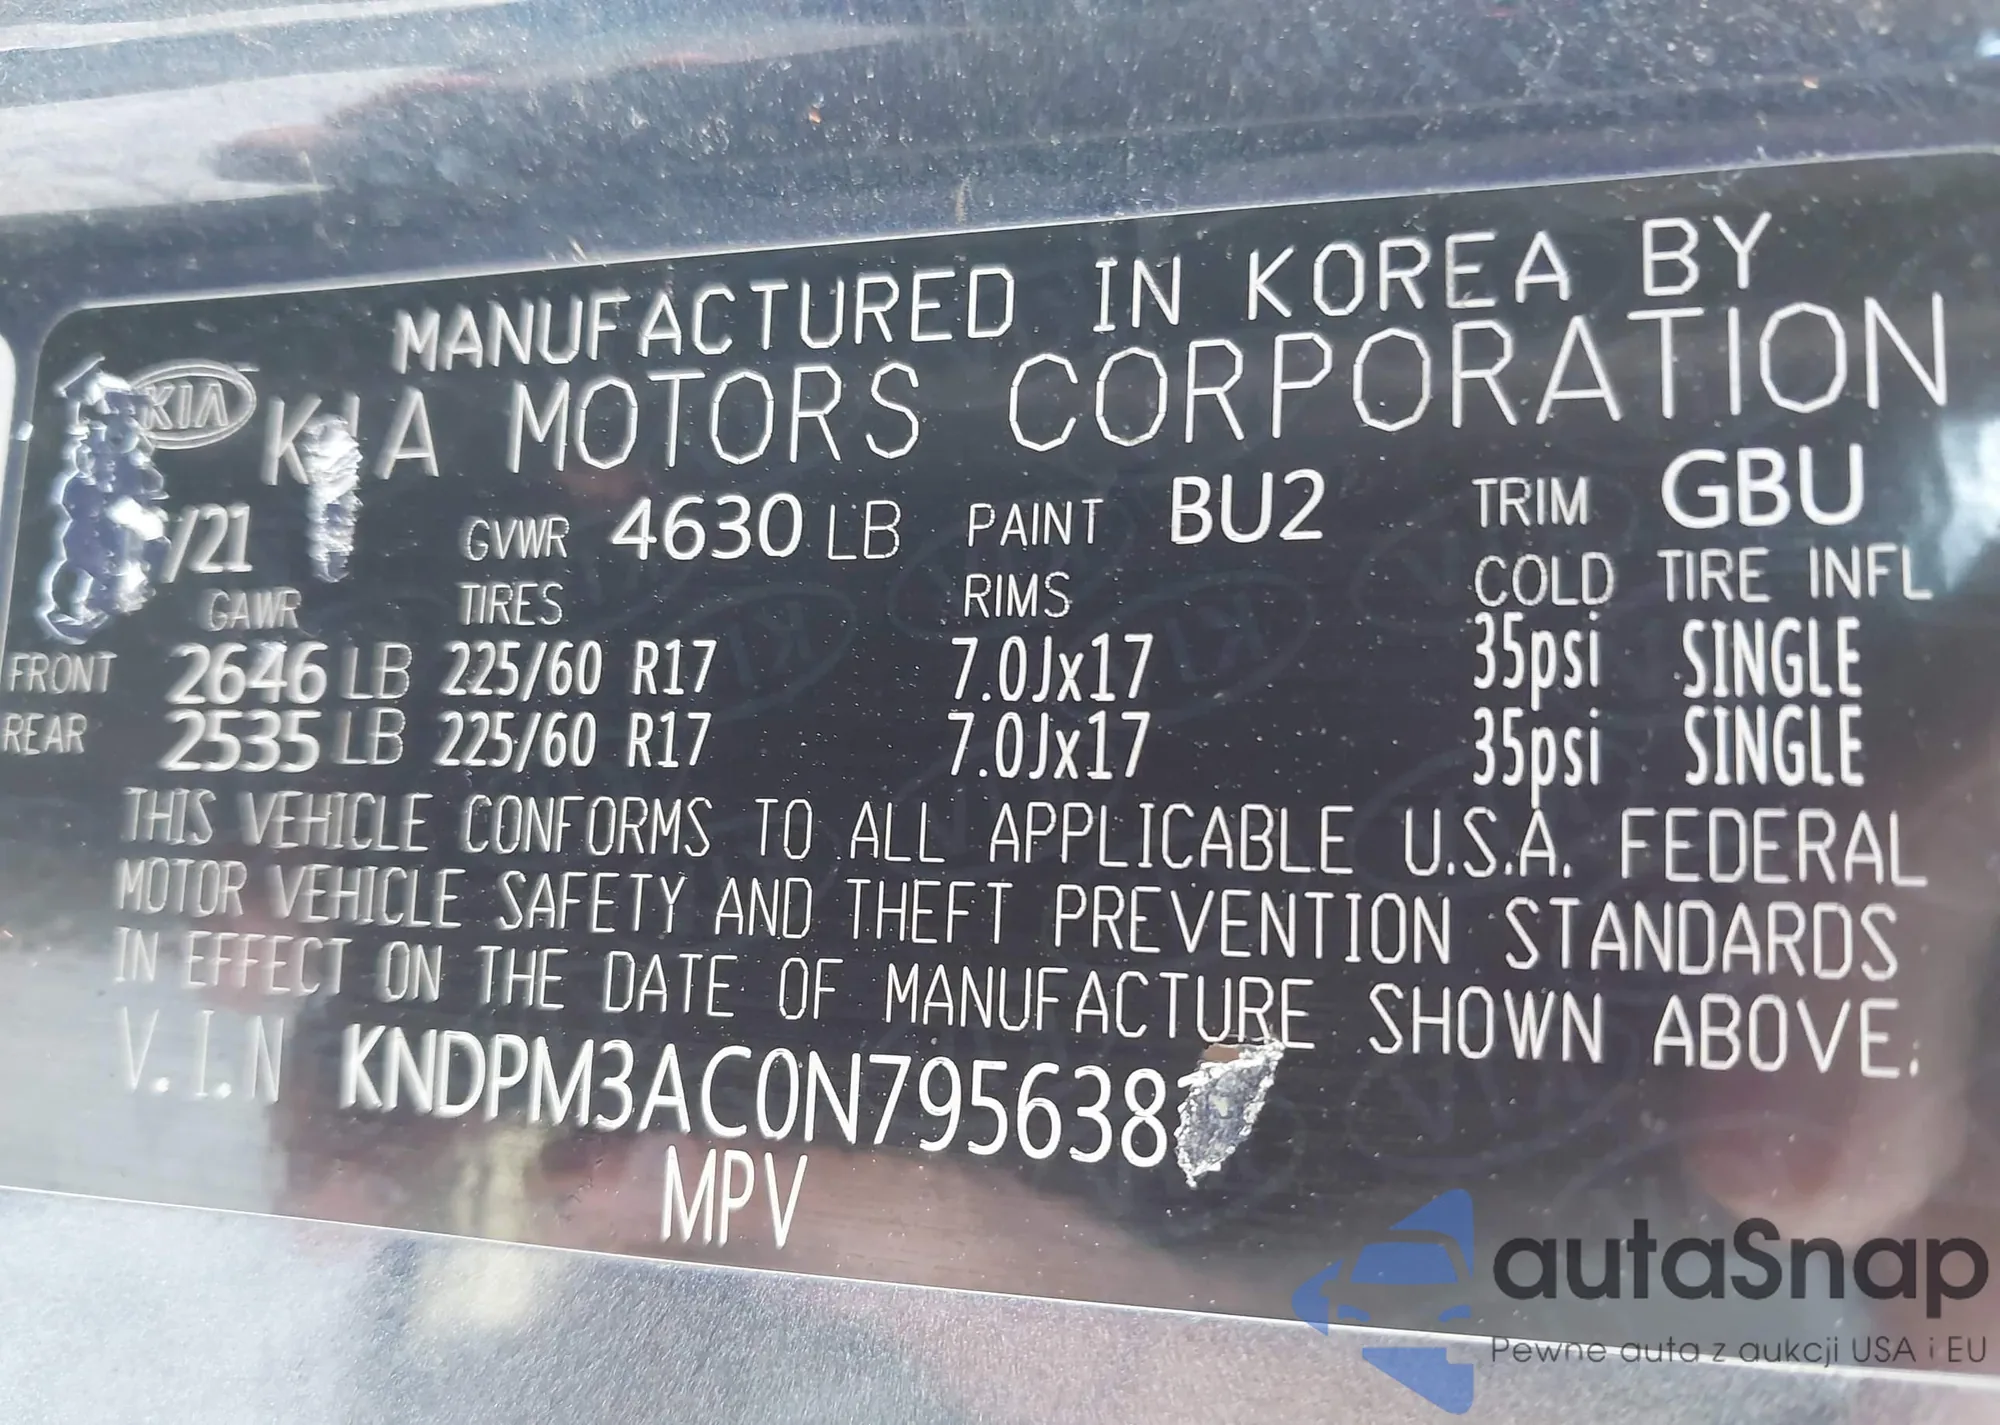 MANUFACTURED IN KOREA BY
KIA KIA MOTORS CORPORATION
/21 GVWR 4630 LB PAINT BU2 TRIM GBU
GAWR TIRES RIMS COLD TIRE INFL
FRONT 2646 LB 225/60 R17 7.0Jx17 35psi SINGLE
REAR 2535 LB 225/60 R17 7.0Jx17 35psi SINGLE
THIS VEHICLE CONFORMS TO ALL APPLICABLE U.S.A. FEDERAL
MOTOR VEHICLE SAFETY AND THEFT PREVENTION STANDARDS
IN EFFECT ON THE DATE OF MANUFACTURE SHOWN ABOVE.
V.I.N KNDPM3AC0N795638
MPV
autaSnap
Pewne auta z aukcji USA i EU